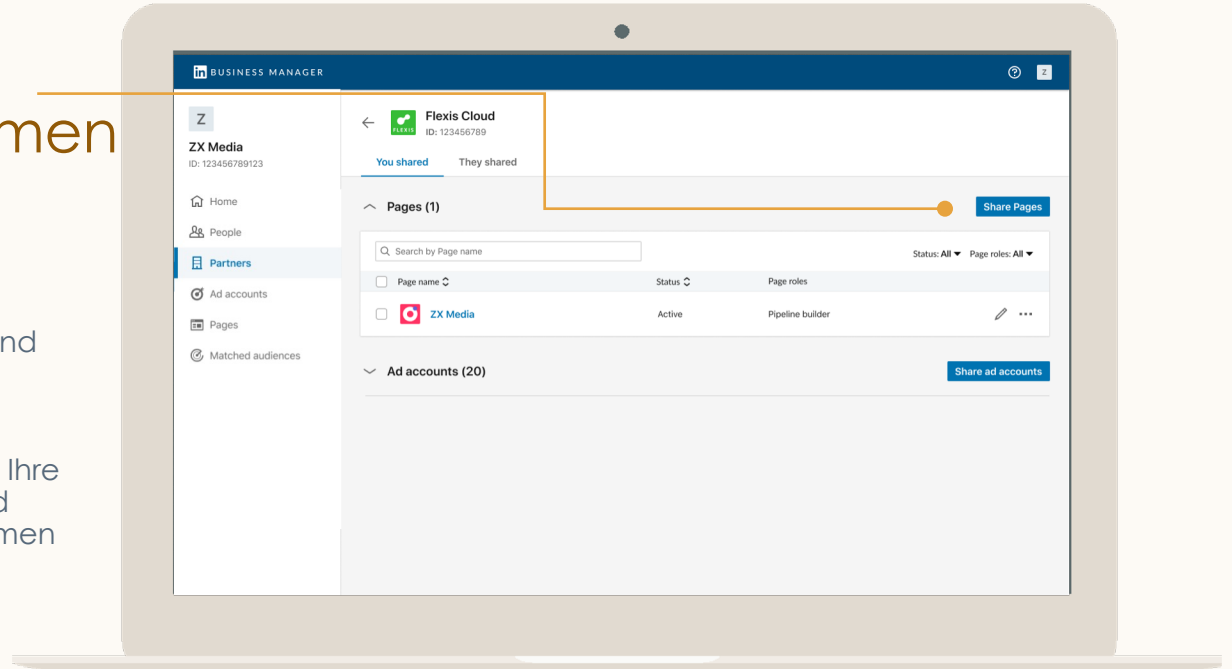 men
nd
Ihre
d
men
in BUSINESS MANAGER
Z
Z
ZX Media
ID: 123456789123
Home
People
Partners
Ad accounts
Pages
Matched audiences
FLEXIS
Flexis Cloud
ID: 123456789
You shared They shared
Pages (1)
Share Pages
Search by Page name
Status: All Page roles: All
Page name Status Page roles
ZX Media Active Pipeline builder
Ad accounts (20)
Share ad accounts